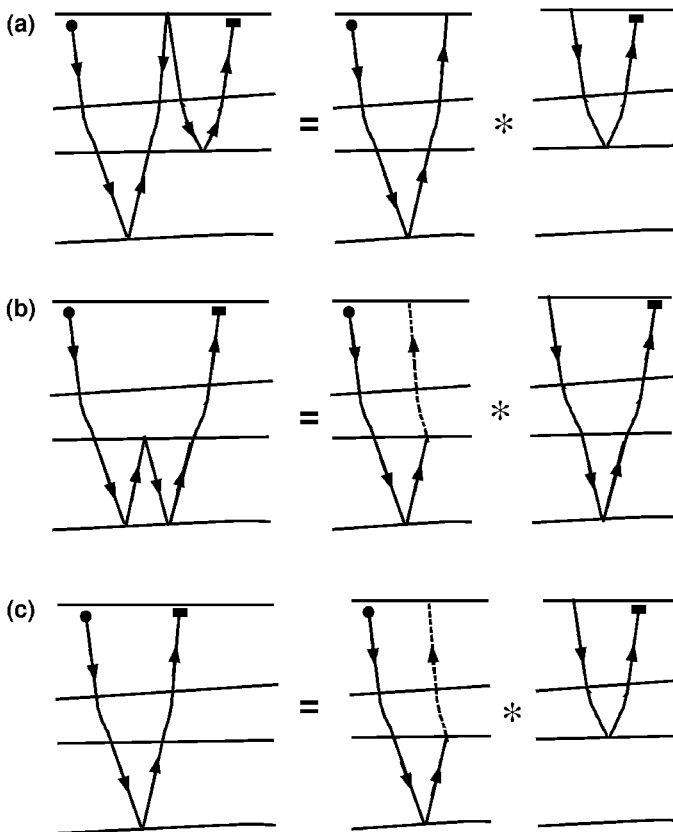 (a)
= *
(b)
= *
(c)
= *